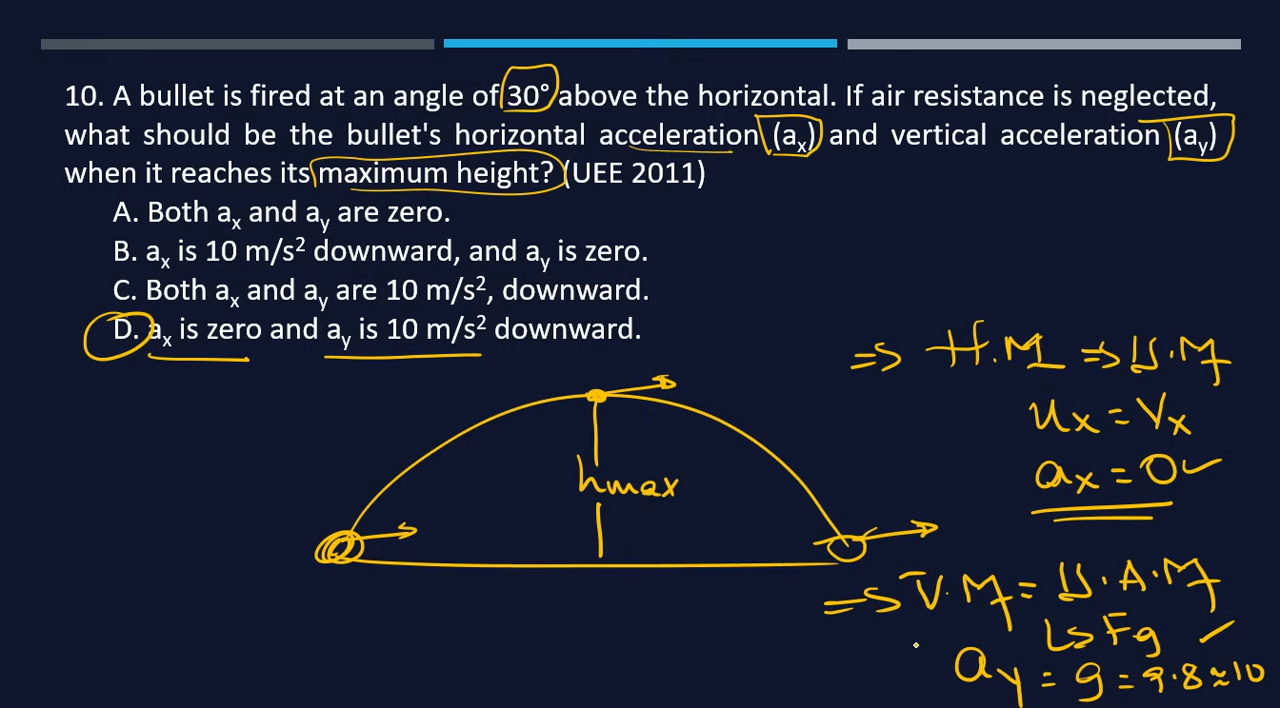 10. A bullet is fired at an angle of 30° above the horizontal. If air resistance is neglected,
what should be the bullet's horizontal acceleration (aₓ) and vertical acceleration (aᵧ)
when it reaches its maximum height? (UEE 2011)
A. Both aₓ and aᵧ are zero.
B. aₓ is 10 m/s² downward, and aᵧ is zero.
C. Both aₓ and aᵧ are 10 m/s², downward.
D. aₓ is zero and aᵧ is 10 m/s² downward.
⇒ H.M ⇒ U.M
uₓ = Vₓ
aₓ = 0 ✓
hmax
⇒ V.M = U.A.M
↳ Fg ✓
aᵧ = g = 9.8 ≈ 10